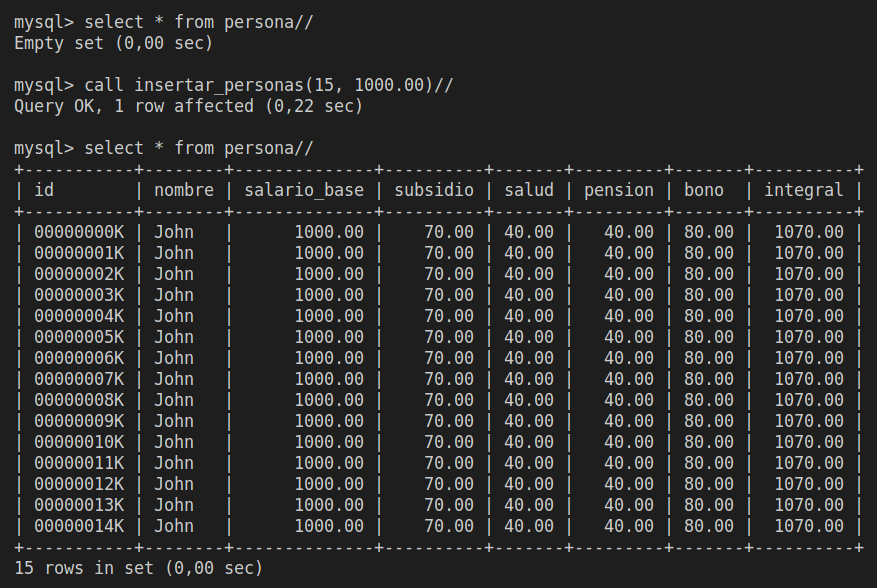 mysql> select * from persona//
Empty set (0,00 sec)
mysql> call insertar_personas(15, 1000.00)//
Query OK, 1 row affected (0,22 sec)
mysql> select * from persona//
+-----------+--------+--------------+----------+-------+---------+-------+----------+
| id        | nombre | salario_base | subsidio | salud | pension | bono  | integral |
+-----------+--------+--------------+----------+-------+---------+-------+----------+
| 00000000K | John   |      1000.00 |    70.00 | 40.00 |   40.00 | 80.00 |  1070.00 |
| 00000001K | John   |      1000.00 |    70.00 | 40.00 |   40.00 | 80.00 |  1070.00 |
| 00000002K | John   |      1000.00 |    70.00 | 40.00 |   40.00 | 80.00 |  1070.00 |
| 00000003K | John   |      1000.00 |    70.00 | 40.00 |   40.00 | 80.00 |  1070.00 |
| 00000004K | John   |      1000.00 |    70.00 | 40.00 |   40.00 | 80.00 |  1070.00 |
| 00000005K | John   |      1000.00 |    70.00 | 40.00 |   40.00 | 80.00 |  1070.00 |
| 00000006K | John   |      1000.00 |    70.00 | 40.00 |   40.00 | 80.00 |  1070.00 |
| 00000007K | John   |      1000.00 |    70.00 | 40.00 |   40.00 | 80.00 |  1070.00 |
| 00000008K | John   |      1000.00 |    70.00 | 40.00 |   40.00 | 80.00 |  1070.00 |
| 00000009K | John   |      1000.00 |    70.00 | 40.00 |   40.00 | 80.00 |  1070.00 |
| 00000010K | John   |      1000.00 |    70.00 | 40.00 |   40.00 | 80.00 |  1070.00 |
| 00000011K | John   |      1000.00 |    70.00 | 40.00 |   40.00 | 80.00 |  1070.00 |
| 00000012K | John   |      1000.00 |    70.00 | 40.00 |   40.00 | 80.00 |  1070.00 |
| 00000013K | John   |      1000.00 |    70.00 | 40.00 |   40.00 | 80.00 |  1070.00 |
| 00000014K | John   |      1000.00 |    70.00 | 40.00 |   40.00 | 80.00 |  1070.00 |
+-----------+--------+--------------+----------+-------+---------+-------+----------+
15 rows in set (0,00 sec)